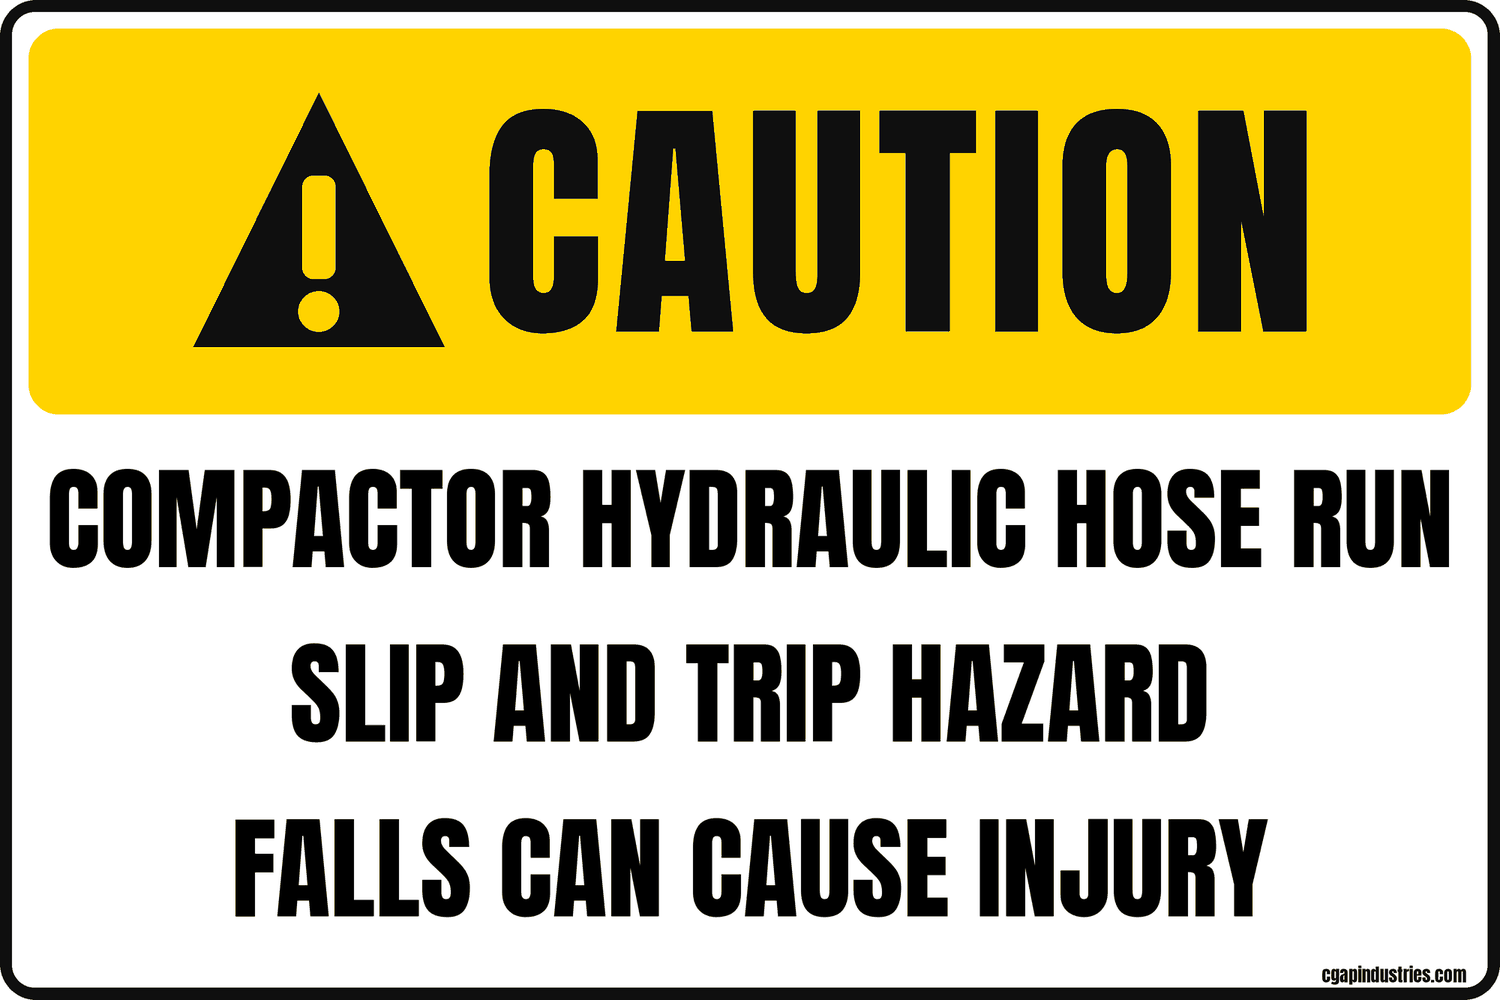 CAUTION
COMPACTOR HYDRAULIC HOSE RUN
SLIP AND TRIP HAZARD
FALLS CAN CAUSE INJURY
cgapindustries.com